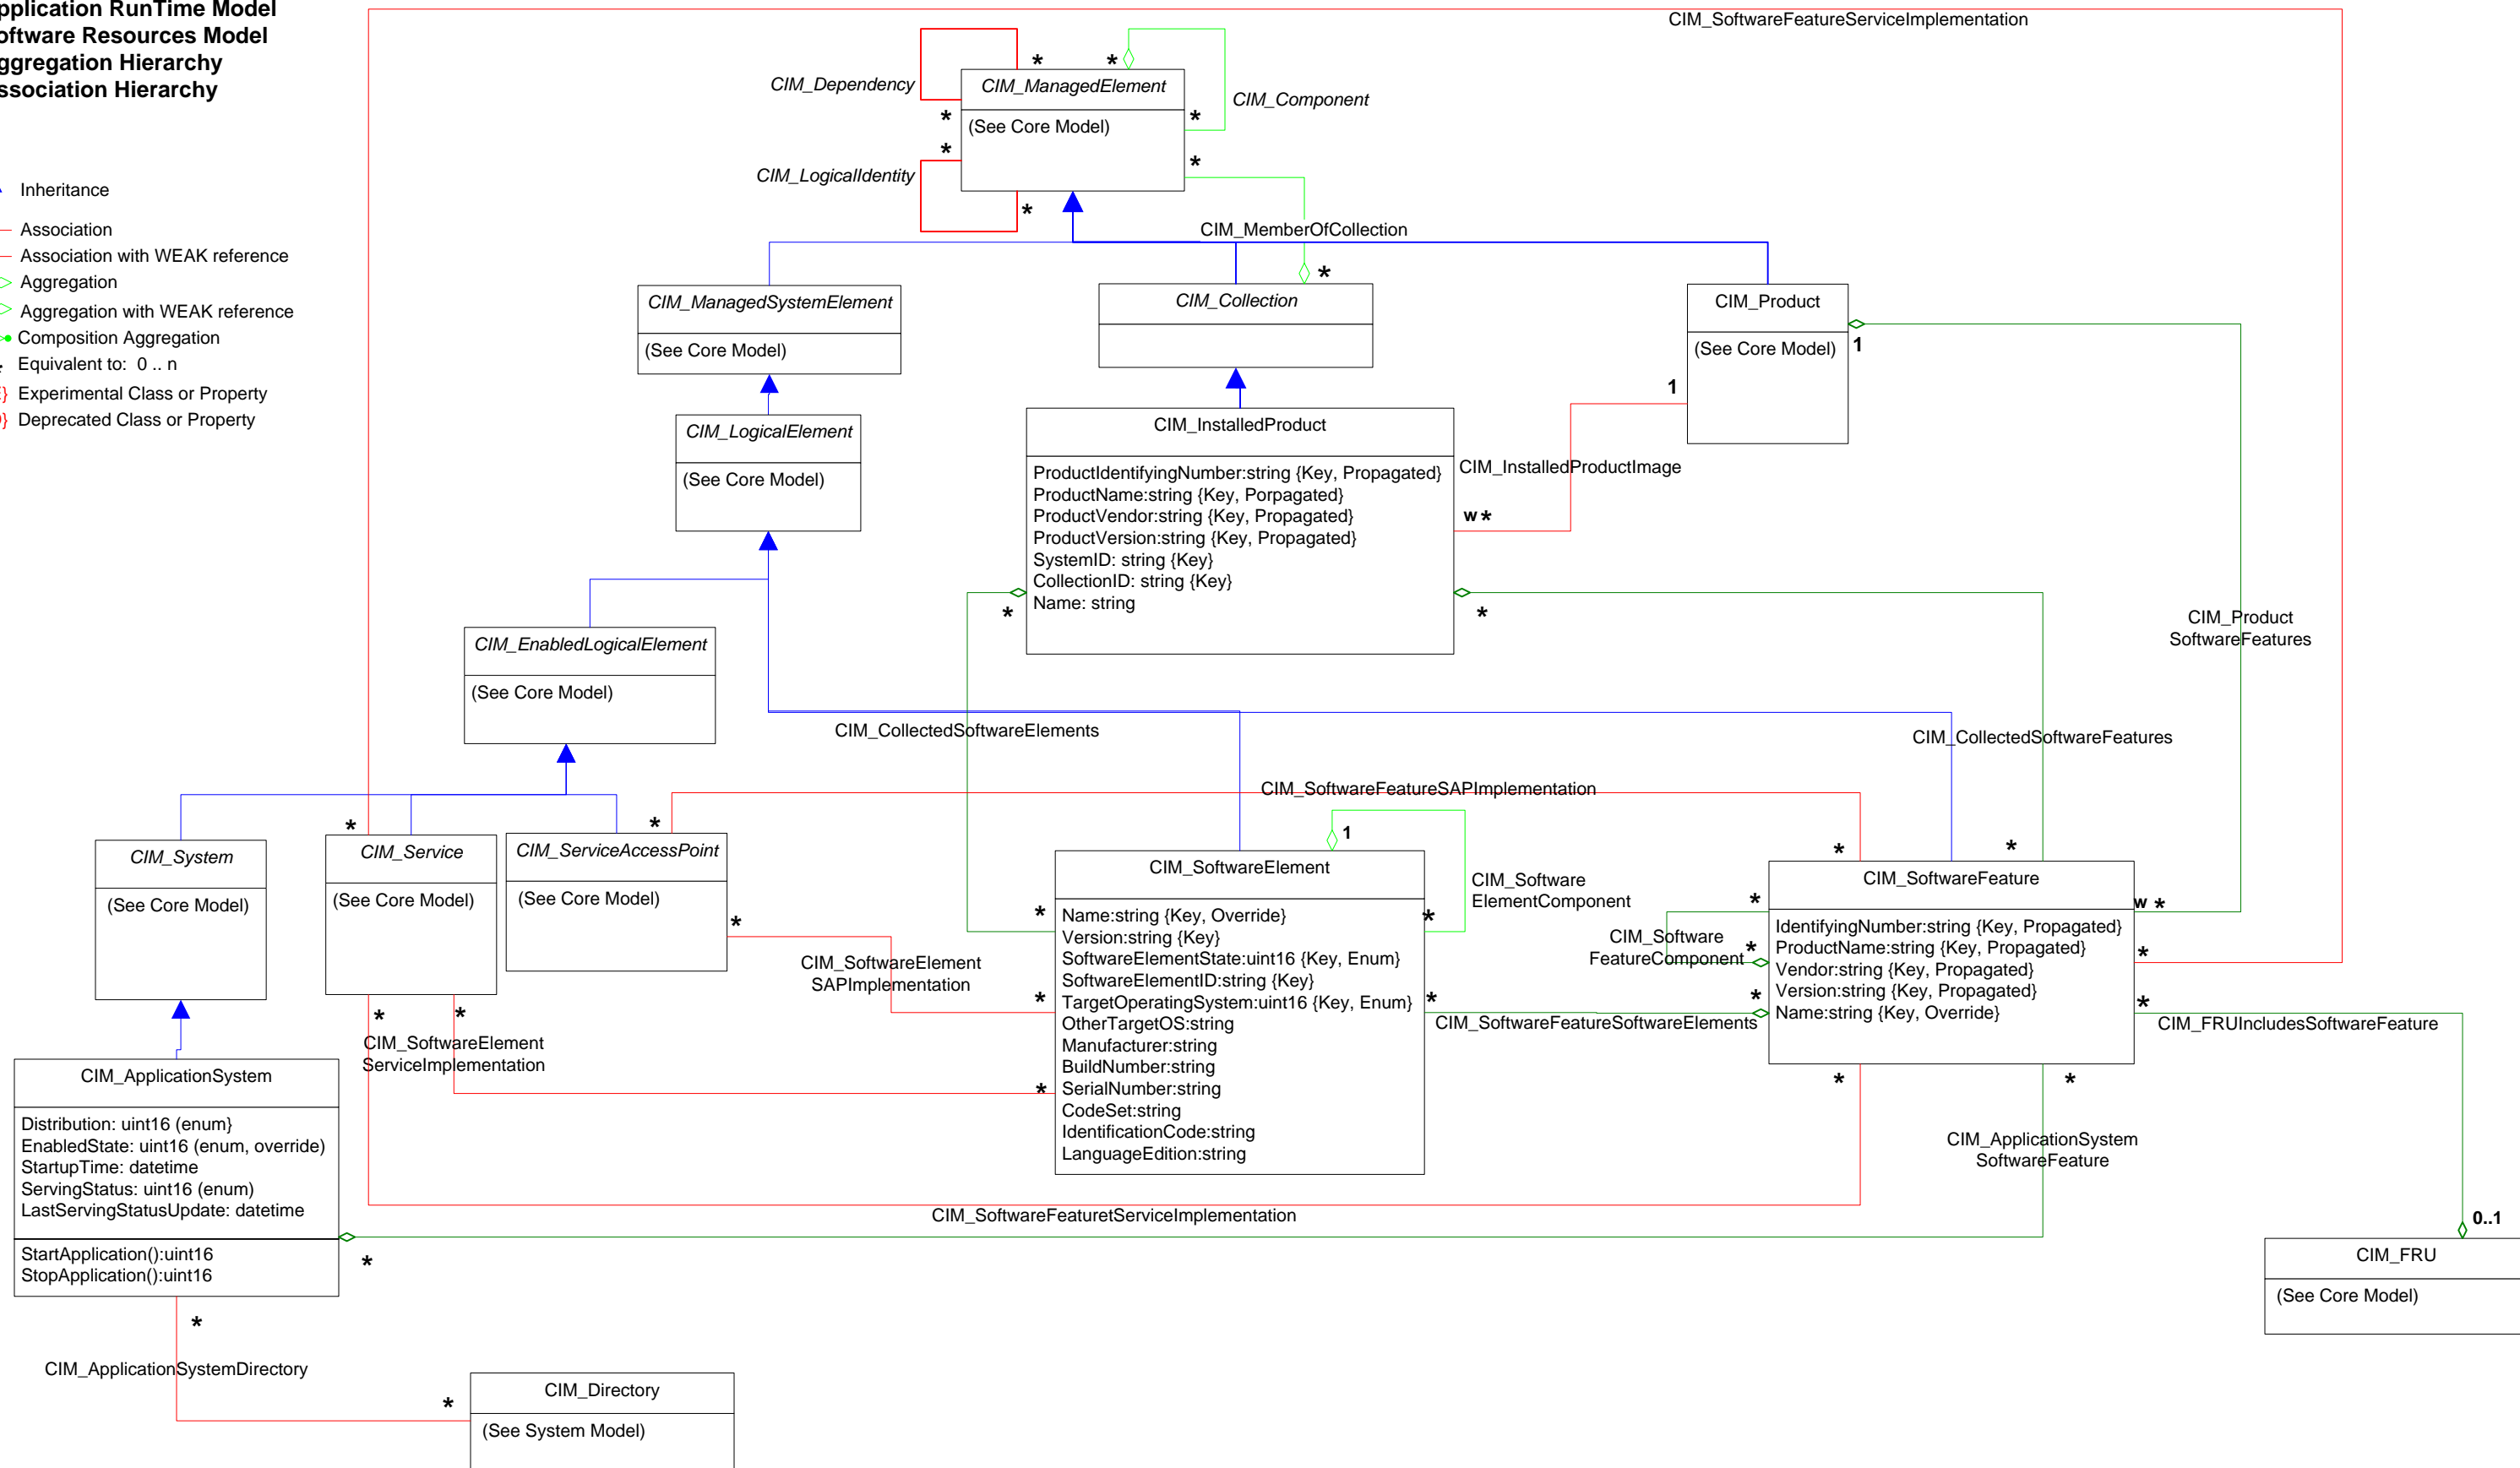 pplication RunTime Model
oftware Resources Model
ggregation Hierarchy
ssociation Hierarchy
Inheritance
Association
Association with WEAK reference
Aggregation
Aggregation with WEAK reference
Composition Aggregation
* Equivalent to: 0 .. n
} Experimental Class or Property
} Deprecated Class or Property
CIM_SoftwareFeatureServiceImplementation
CIM_Dependency
*
*
CIM_ManagedElement
(See Core Model)
CIM_Component
*
*
*
*
*
CIM_LogicalIdentity
CIM_MemberOfCollection
*
CIM_ManagedSystemElement
(See Core Model)
CIM_Collection
CIM_Product
(See Core Model)
1
1
CIM_LogicalElement
(See Core Model)
CIM_InstalledProduct
ProductIdentifyingNumber:string {Key, Propagated}
ProductName:string {Key, Porpagated}
ProductVendor:string {Key, Propagated}
ProductVersion:string {Key, Propagated}
SystemID: string {Key}
CollectionID: string {Key}
Name: string
CIM_InstalledProductImage
w *
*
*
CIM_Product
SoftwareFeatures
CIM_EnabledLogicalElement
(See Core Model)
CIM_CollectedSoftwareElements
CIM_CollectedSoftwareFeatures
CIM_SoftwareFeatureSAPImplementation
*
*
CIM_System
(See Core Model)
CIM_Service
(See Core Model)
CIM_ServiceAccessPoint
(See Core Model)
*
CIM_SoftwareElement
SAPImplementation
*
*
CIM_SoftwareElement
ServiceImplementation
1
CIM_SoftwareElement
Name:string {Key, Override}
Version:string {Key}
SoftwareElementState:uint16 {Key, Enum}
SoftwareElementID:string {Key}
TargetOperatingSystem:uint16 {Key, Enum}
OtherTargetOS:string
Manufacturer:string
BuildNumber:string
SerialNumber:string
CodeSet:string
IdentificationCode:string
LanguageEdition:string
*
*
*
*
*
CIM_Software
ElementComponent
CIM_Software
FeatureComponent
*
*
*
CIM_SoftwareFeatureSoftwareElements
*
*
CIM_SoftwareFeature
IdentifyingNumber:string {Key, Propagated}
ProductName:string {Key, Propagated}
Vendor:string {Key, Propagated}
Version:string {Key, Propagated}
Name:string {Key, Override}
w *
*
*
CIM_FRUIncludesSoftwareFeature
*
*
CIM_ApplicationSystem
SoftwareFeature
CIM_ApplicationSystem
Distribution: uint16 (enum}
EnabledState: uint16 (enum, override)
StartupTime: datetime
ServingStatus: uint16 (enum)
LastServingStatusUpdate: datetime
StartApplication():uint16
StopApplication():uint16
CIM_SoftwareFeaturetServiceImplementation
*
0..1
CIM_FRU
(See Core Model)
*
CIM_ApplicationSystemDirectory
*
CIM_Directory
(See System Model)